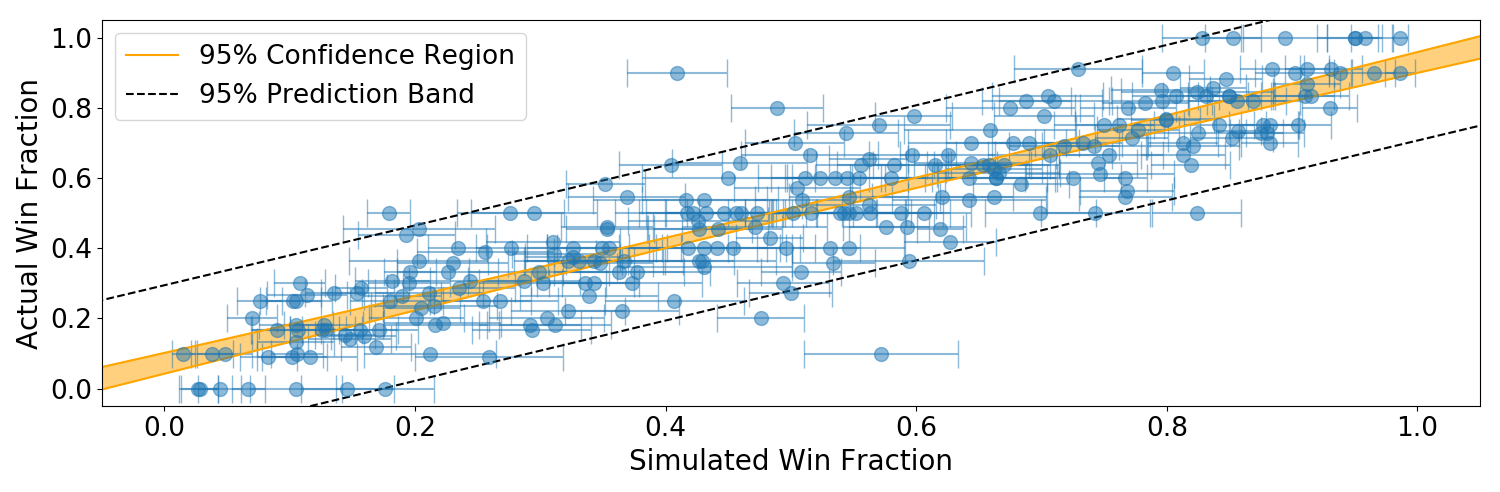 1.0
0.8
0.6
0.4
0.2
0.0
Actual Win Fraction
95% Confidence Region
95% Prediction Band
0.0 0.2 0.4 0.6 0.8 1.0
Simulated Win Fraction